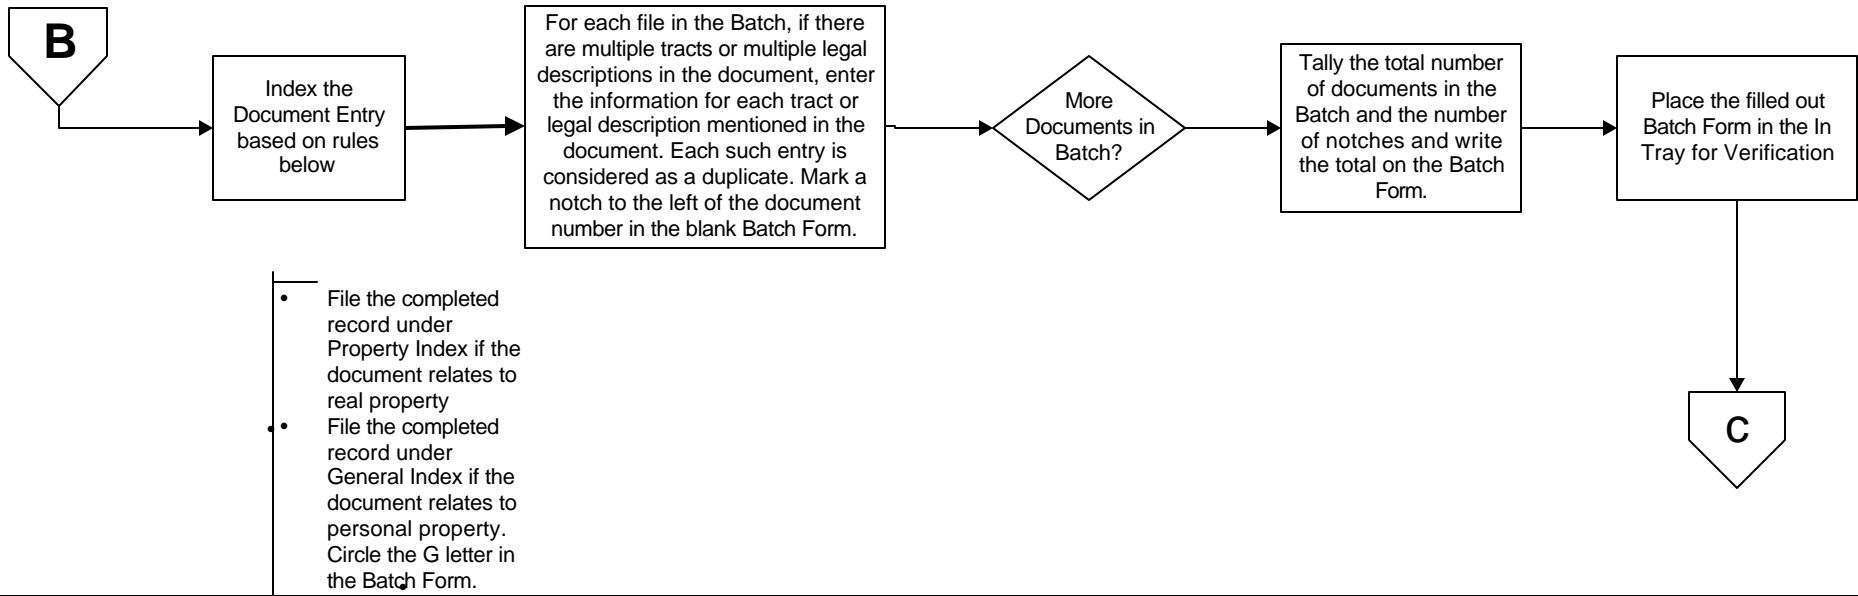 B
Index the
Document Entry
based on rules
below
For each file in the Batch, if there
are multiple tracts or multiple legal
descriptions in the document, enter
the information for each tract or
legal description mentioned in the
document. Each such entry is
considered as a duplicate. Mark a
notch to the left of the document
number in the blank Batch Form.
More
Documents in
Batch?
Tally the total number
of documents in the
Batch and the number
of notches and write
the total on the Batch
Form.
Place the filled out
Batch Form in the In
Tray for Verification
• File the completed
record under
Property Index if the
document relates to
real property
• File the completed
record under
General Index if the
document relates to
personal property.
Circle the G letter in
the Batch Form.
C